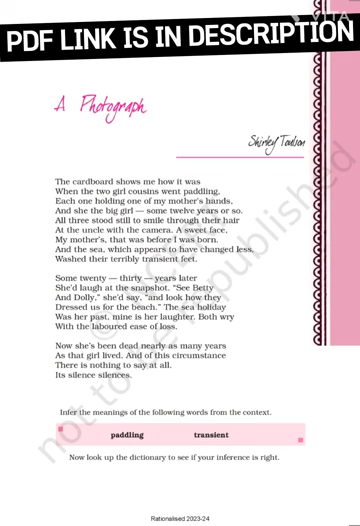 PDF LINK IS IN DESCRIPTION
VITA
A Photograph
Shirley Toulson
The cardboard shows me how it was
When the two girl cousins went paddling,
Each one holding one of my mother's hands,
And she the big girl — some twelve years or so.
All three stood still to smile through their hair
At the uncle with the camera. A sweet face,
My mother's, that was before I was born.
And the sea, which appears to have changed less,
Washed their terribly transient feet.
Some twenty — thirty — years later
She'd laugh at the snapshot. “See Betty
And Dolly,” she'd say, “and look how they
Dressed us for the beach.” The sea holiday
Was her past, mine is her laughter. Both wry
With the laboured ease of loss.
Now she's been dead nearly as many years
As that girl lived. And of this circumstance
There is nothing to say at all.
Its silence silences.
Infer the meanings of the following words from the context.
paddling transient
Now look up the dictionary to see if your inference is right.
not to be republished
Rationalised 2023-24